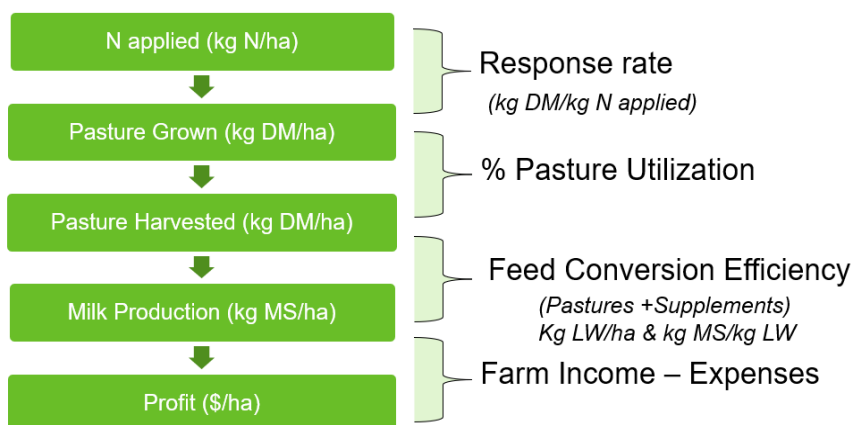 N applied (kg N/ha)
Response rate
(kg DM/kg N applied)
Pasture Grown (kg DM/ha)
% Pasture Utilization
Pasture Harvested (kg DM/ha)
Feed Conversion Efficiency
(Pastures +Supplements)
Kg LW/ha & kg MS/kg LW
Milk Production (kg MS/ha)
Farm Income – Expenses
Profit ($/ha)